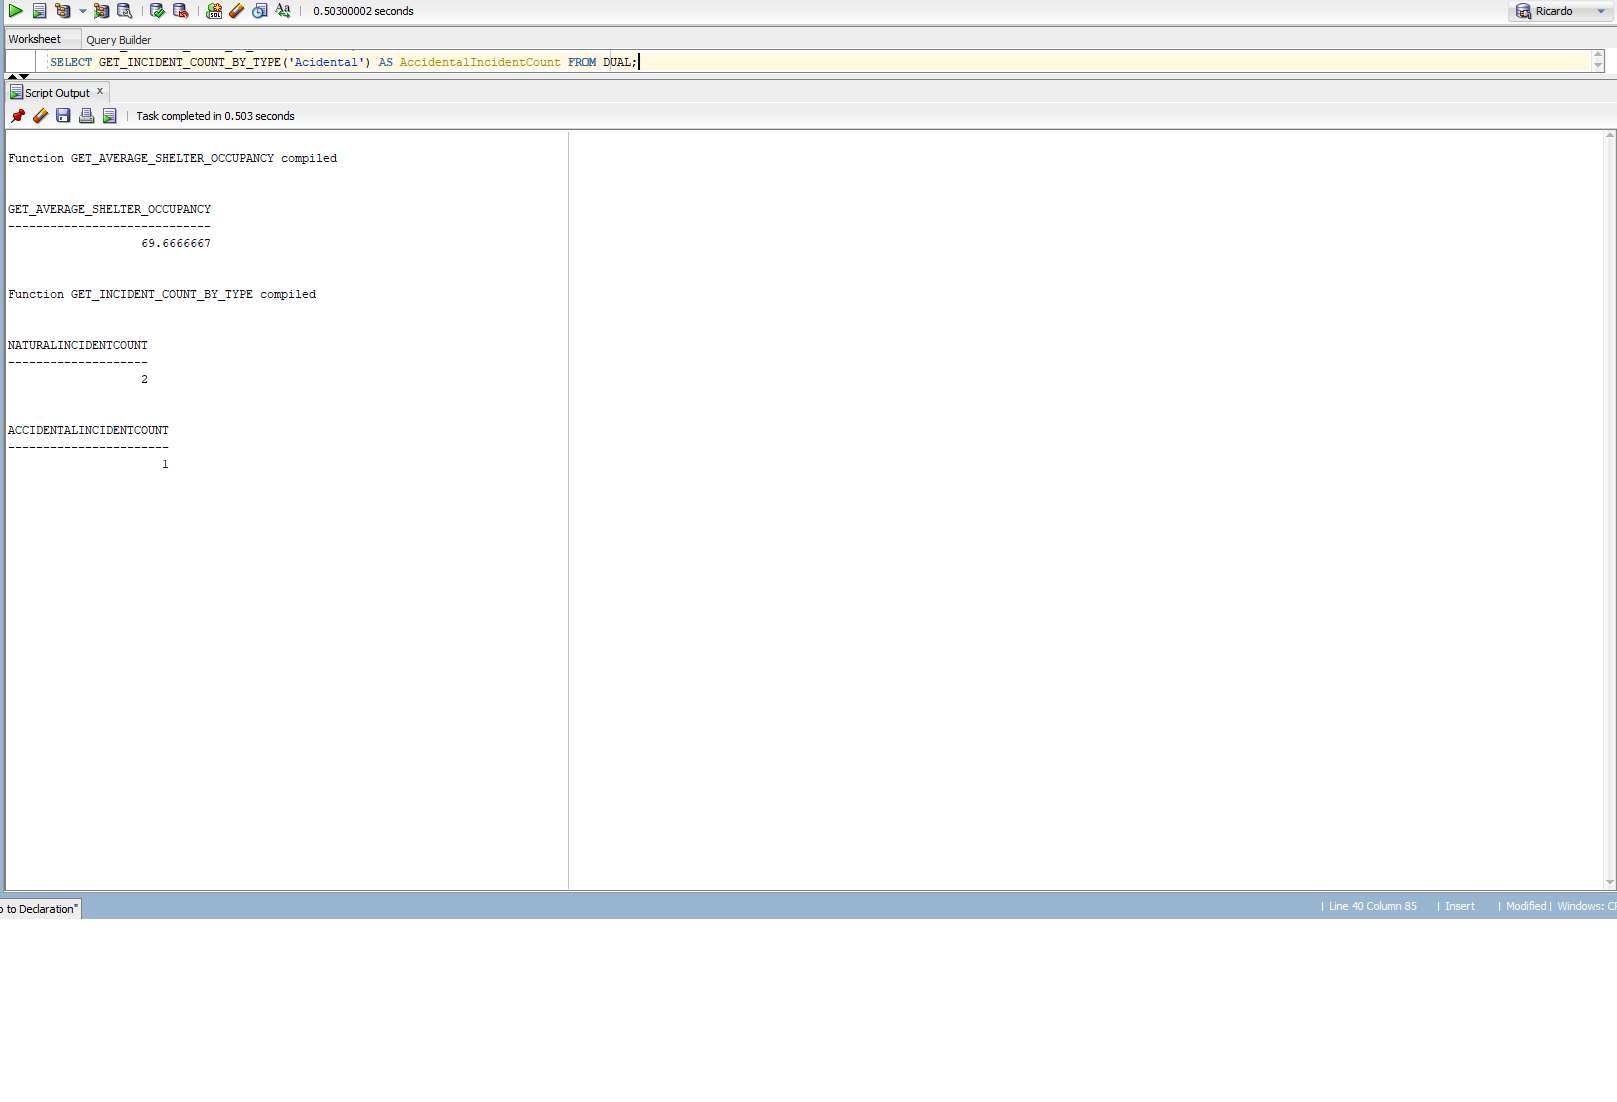 0.50300002 seconds
Ricardo
Worksheet Query Builder
SELECT GET_INCIDENT_COUNT_BY_TYPE('Acidental') AS AccidentalIncidentCount FROM DUAL;
Script Output x
Task completed in 0.503 seconds
Function GET_AVERAGE_SHELTER_OCCUPANCY compiled
GET_AVERAGE_SHELTER_OCCUPANCY
-----------------------------
69.6666667
Function GET_INCIDENT_COUNT_BY_TYPE compiled
NATURALINCIDENTCOUNT
--------------------
2
ACCIDENTALINCIDENTCOUNT
-----------------------
1
to Declaration
| Line 40 Column 85 | Insert | Modified | Windows: